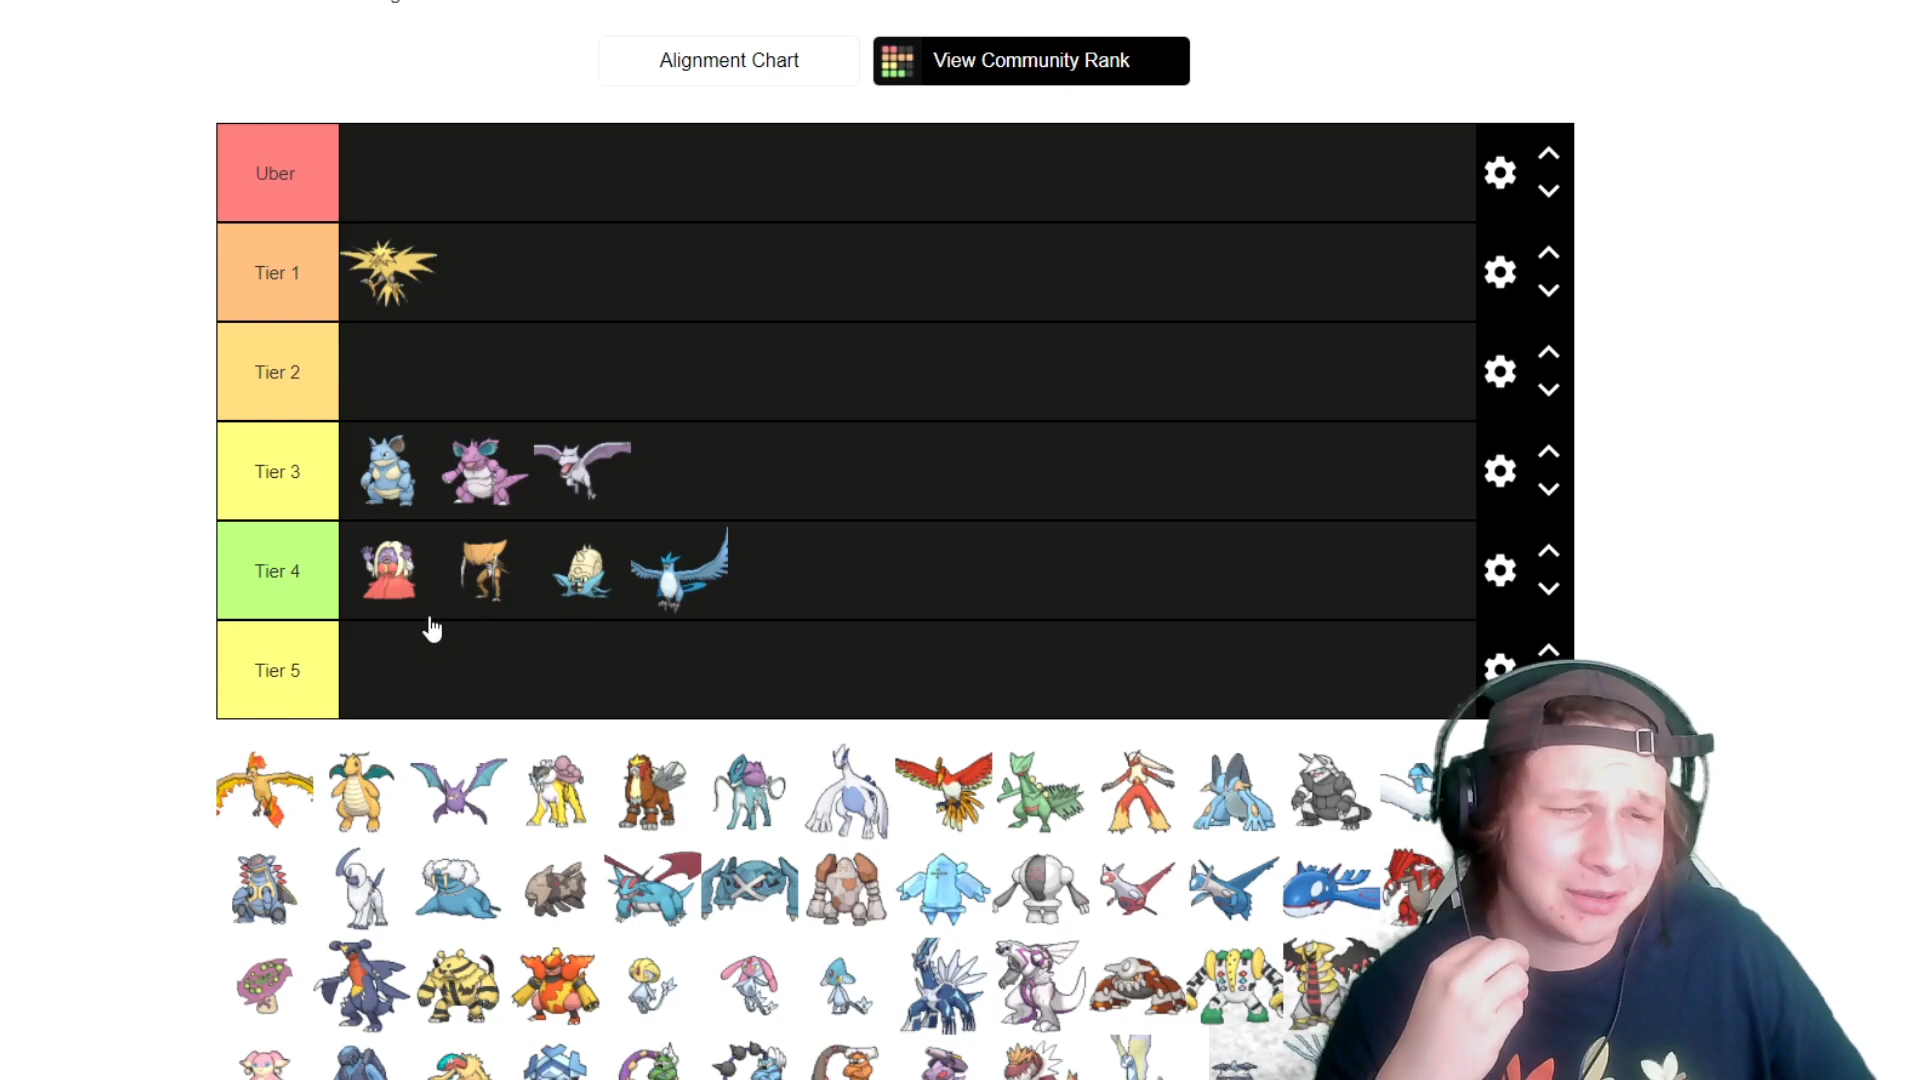 Alignment Chart
View Community Rank
Uber
Tier 1
Tier 2
Tier 3
Tier 4
Tier 5